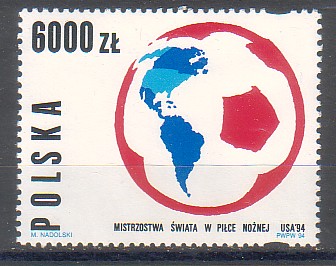 6000 ZŁ
POLSKA
M. NADOLSKI
MISTRZOSTWA ŚWIATA W PIŁCE NOŻNEJ USA'94
PWPW 94